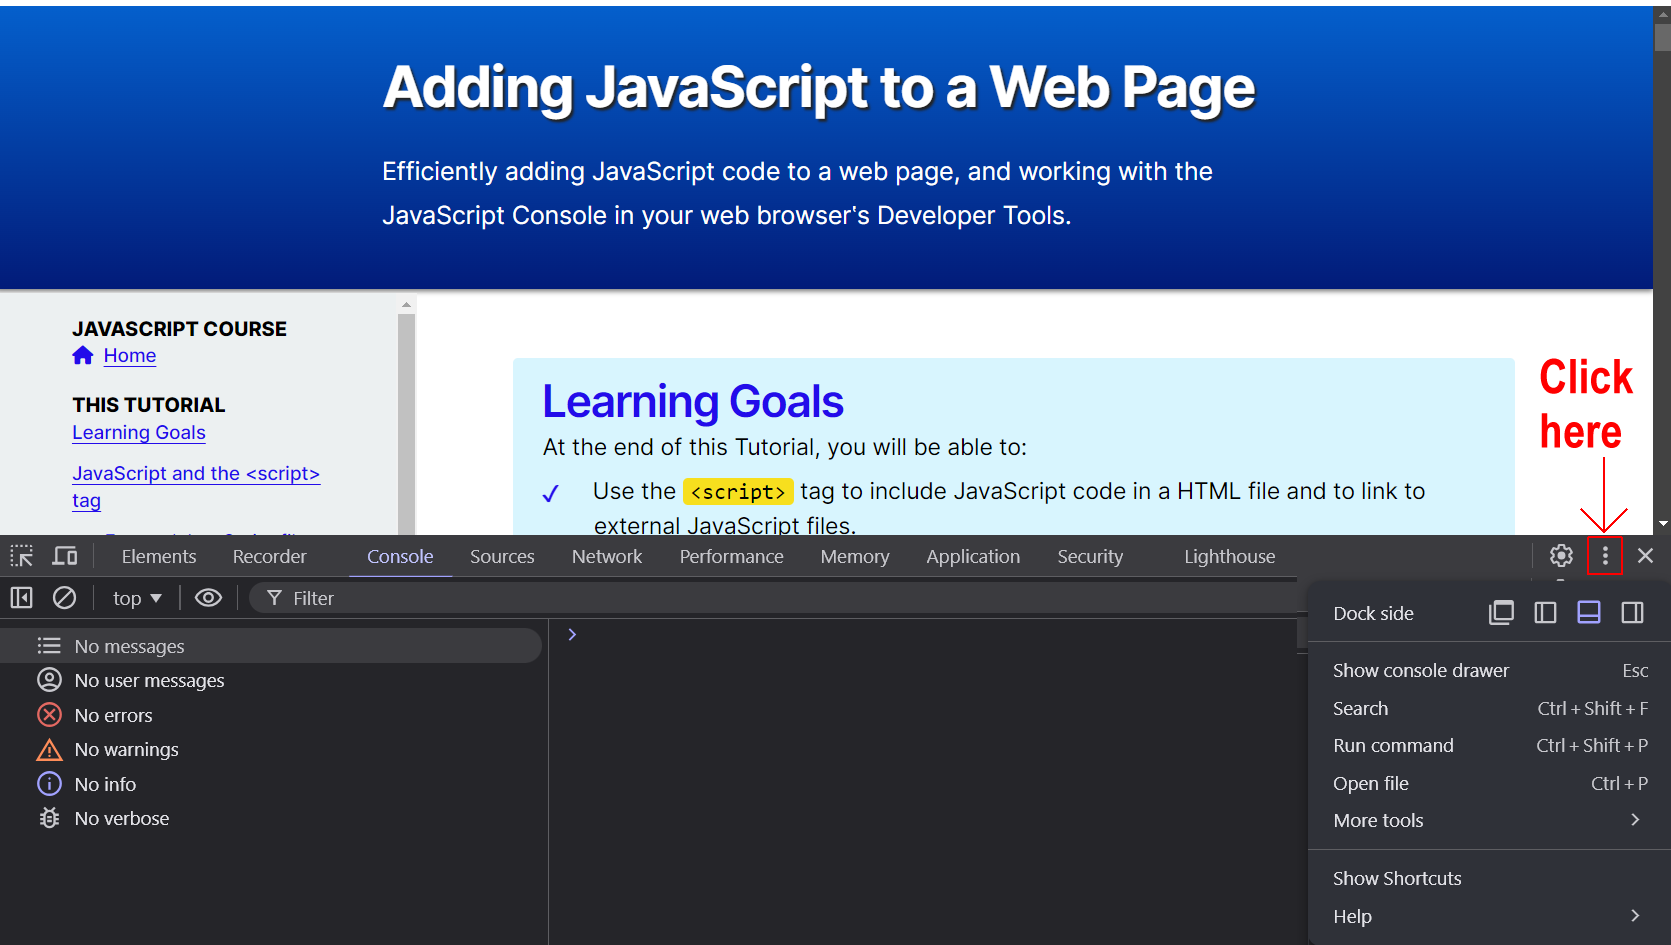 Adding JavaScript to a Web Page
Efficiently adding JavaScript code to a web page, and working with the
JavaScript Console in your web browser's Developer Tools.
JAVASCRIPT COURSE
Home
THIS TUTORIAL
Learning Goals
JavaScript and the <script>
tag
Learning Goals
At the end of this Tutorial, you will be able to:
✓ Use the <script> tag to include JavaScript code in a HTML file and to link to
external JavaScript files.
Click
here
Elements Recorder Console Sources Network Performance Memory Application Security Lighthouse
top Filter
No messages
No user messages
No errors
No warnings
No info
No verbose
Dock side
Show console drawer Esc
Search Ctrl + Shift + F
Run command Ctrl + Shift + P
Open file Ctrl + P
More tools
Show Shortcuts
Help